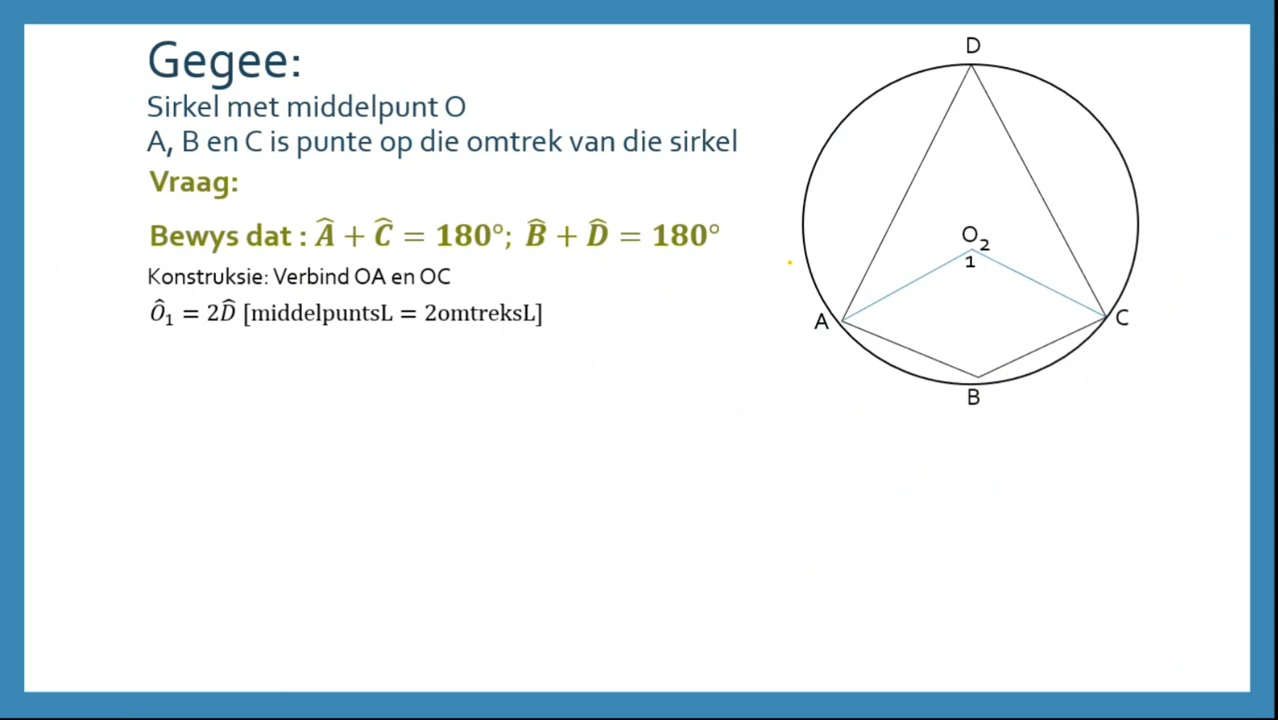 Gegee:
Sirkel met middelpunt O
A, B en C is punte op die omtrek van die sirkel
Vraag:
Bewys dat : Â + Ĉ = 180°; B̂ + D̂ = 180°
Konstruksie: Verbind OA en OC
Ô₁ = 2D̂ [middelpuntsL = 2omtreksL]
D
O
2
1
A
C
B